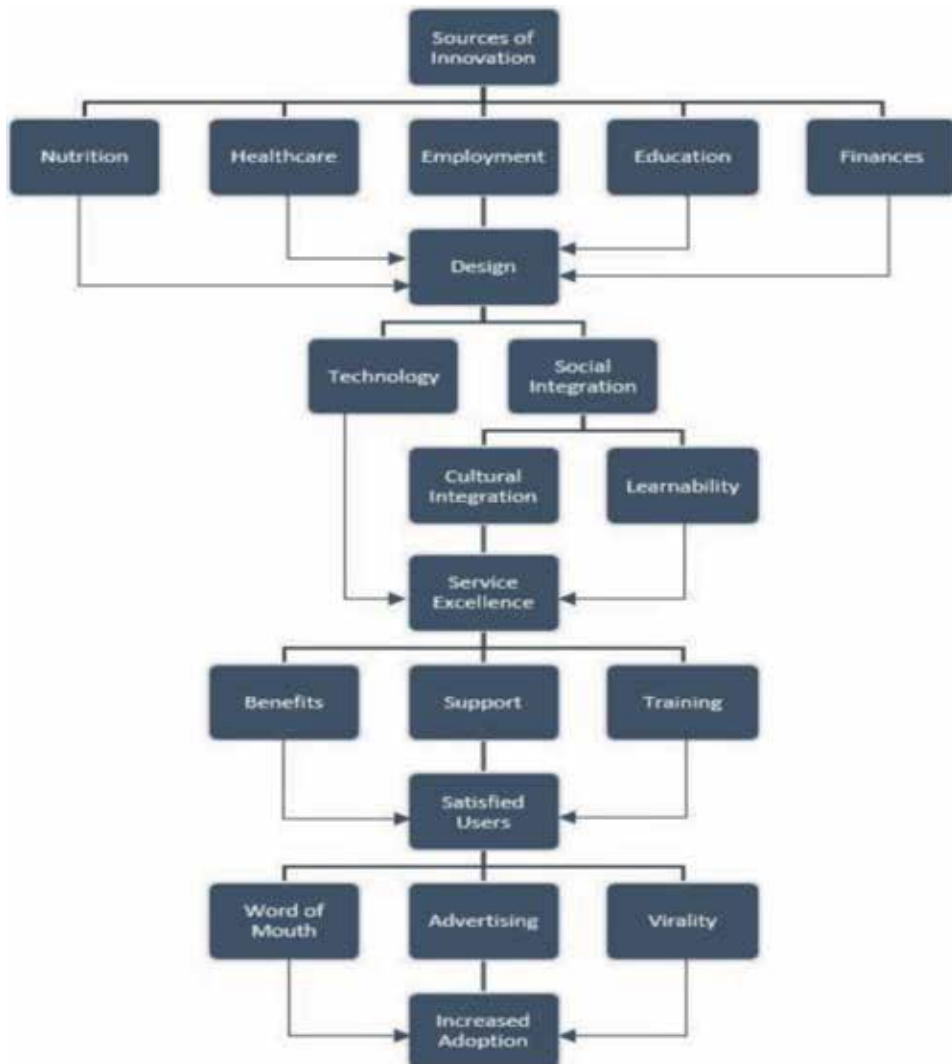 Sources of
Innovation
Nutrition
Healthcare
Employment
Education
Finances
Design
Technology
Social
Integration
Cultural
Integration
Learnability
Service
Excellence
Benefits
Support
Training
Satisfied
Users
Word of
Mouth
Advertising
Virality
Increased
Adoption